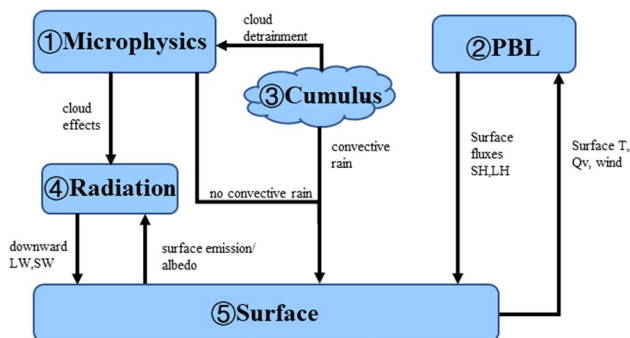 ①Microphysics
cloud
detrainment
②PBL
③Cumulus
cloud
effects
convective
rain
Surface
fluxes
SH,LH
Surface T,
Qv, wind
④Radiation
no convective rain
downward
LW,SW
surface emission/
albedo
⑤Surface